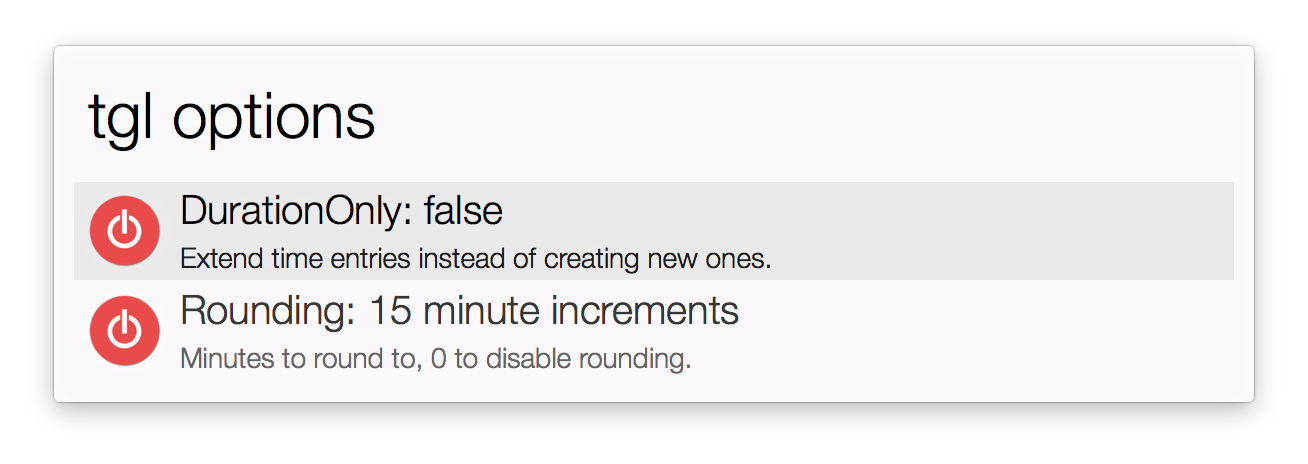 tgl options
DurationOnly: false
Extend time entries instead of creating new ones.
Rounding: 15 minute increments
Minutes to round to, 0 to disable rounding.